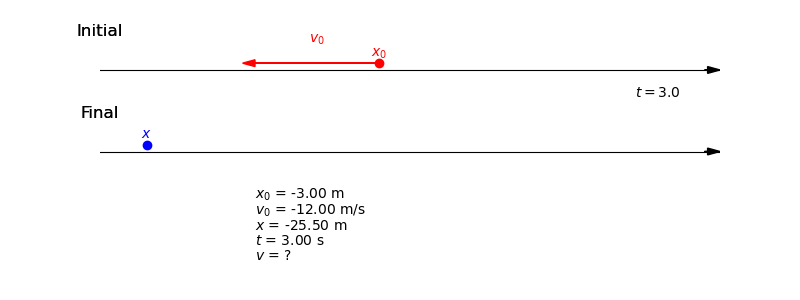 Initial
v₀
x₀
t = 3.0
Final
x
x₀ = -3.00 m
v₀ = -12.00 m/s
x = -25.50 m
t = 3.00 s
v = ?